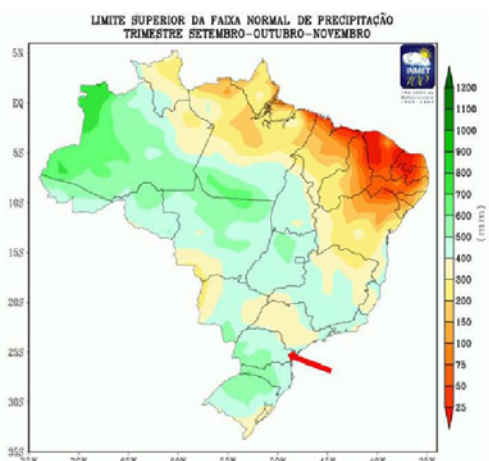 LIMITE SUPERIOR DA FAIXA NORMAL DE PRECIPITAÇÃO
TRIMESTRE SETEMBRO-OUTUBRO-NOVEMBRO
INMET
100
5N
EQ
5S
10S
15S
20S
25S
30S
35S
1200
1100
1000
900
800
700
600
500
400
300
200
150
100
75
50
25
(mm)